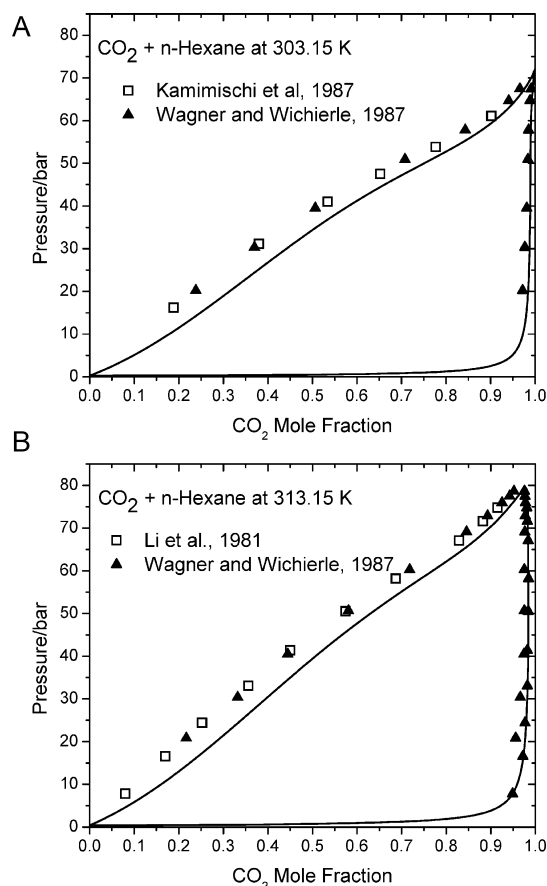 A
CO2 + n-Hexane at 303.15 K
Kamimischi et al, 1987
Wagner and Wichierle, 1987
80
70
60
50
40
30
20
10
0
Pressure/bar
0.0 0.1 0.2 0.3 0.4 0.5 0.6 0.7 0.8 0.9 1.0
CO2 Mole Fraction
B
CO2 + n-Hexane at 313.15 K
Li et al., 1981
Wagner and Wichierle, 1987
80
70
60
50
40
30
20
10
0
Pressure/bar
0.0 0.1 0.2 0.3 0.4 0.5 0.6 0.7 0.8 0.9 1.0
CO2 Mole Fraction